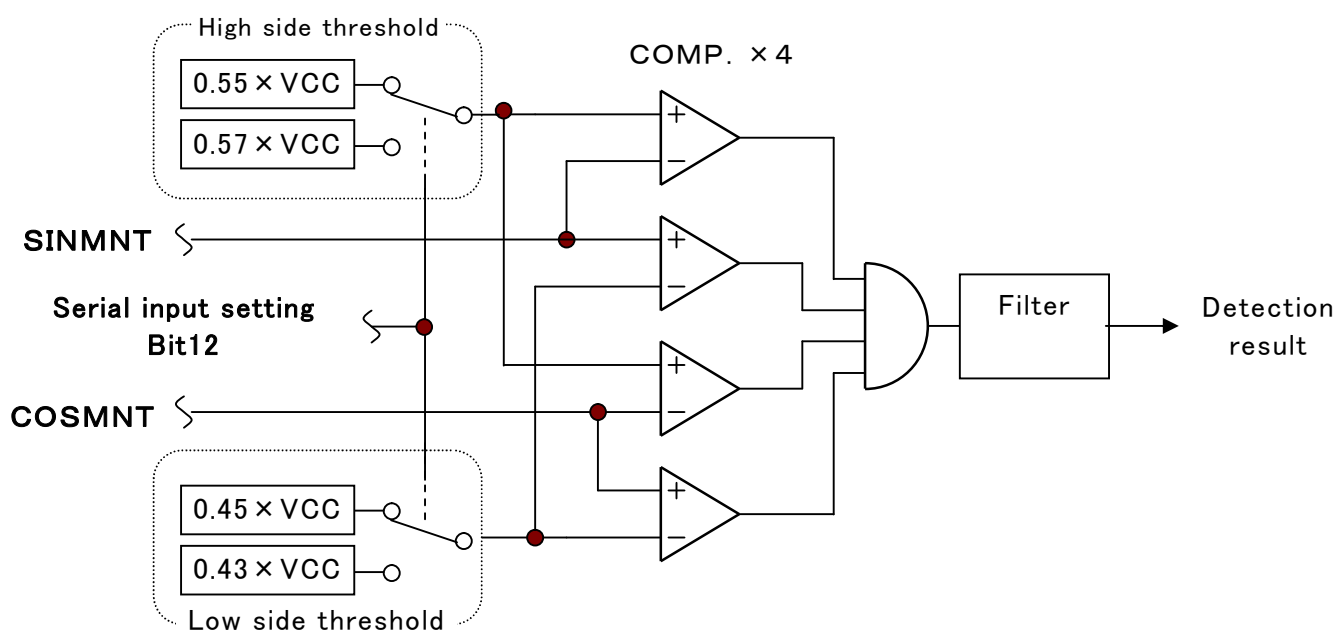 High side threshold
COMP. ×4
0.55×VCC
0.57×VCC
+
−
SINMNT
+
−
Serial input setting
Bit12
Filter
Detection
result
+
−
COSMNT
+
−
0.45×VCC
0.43×VCC
Low side threshold